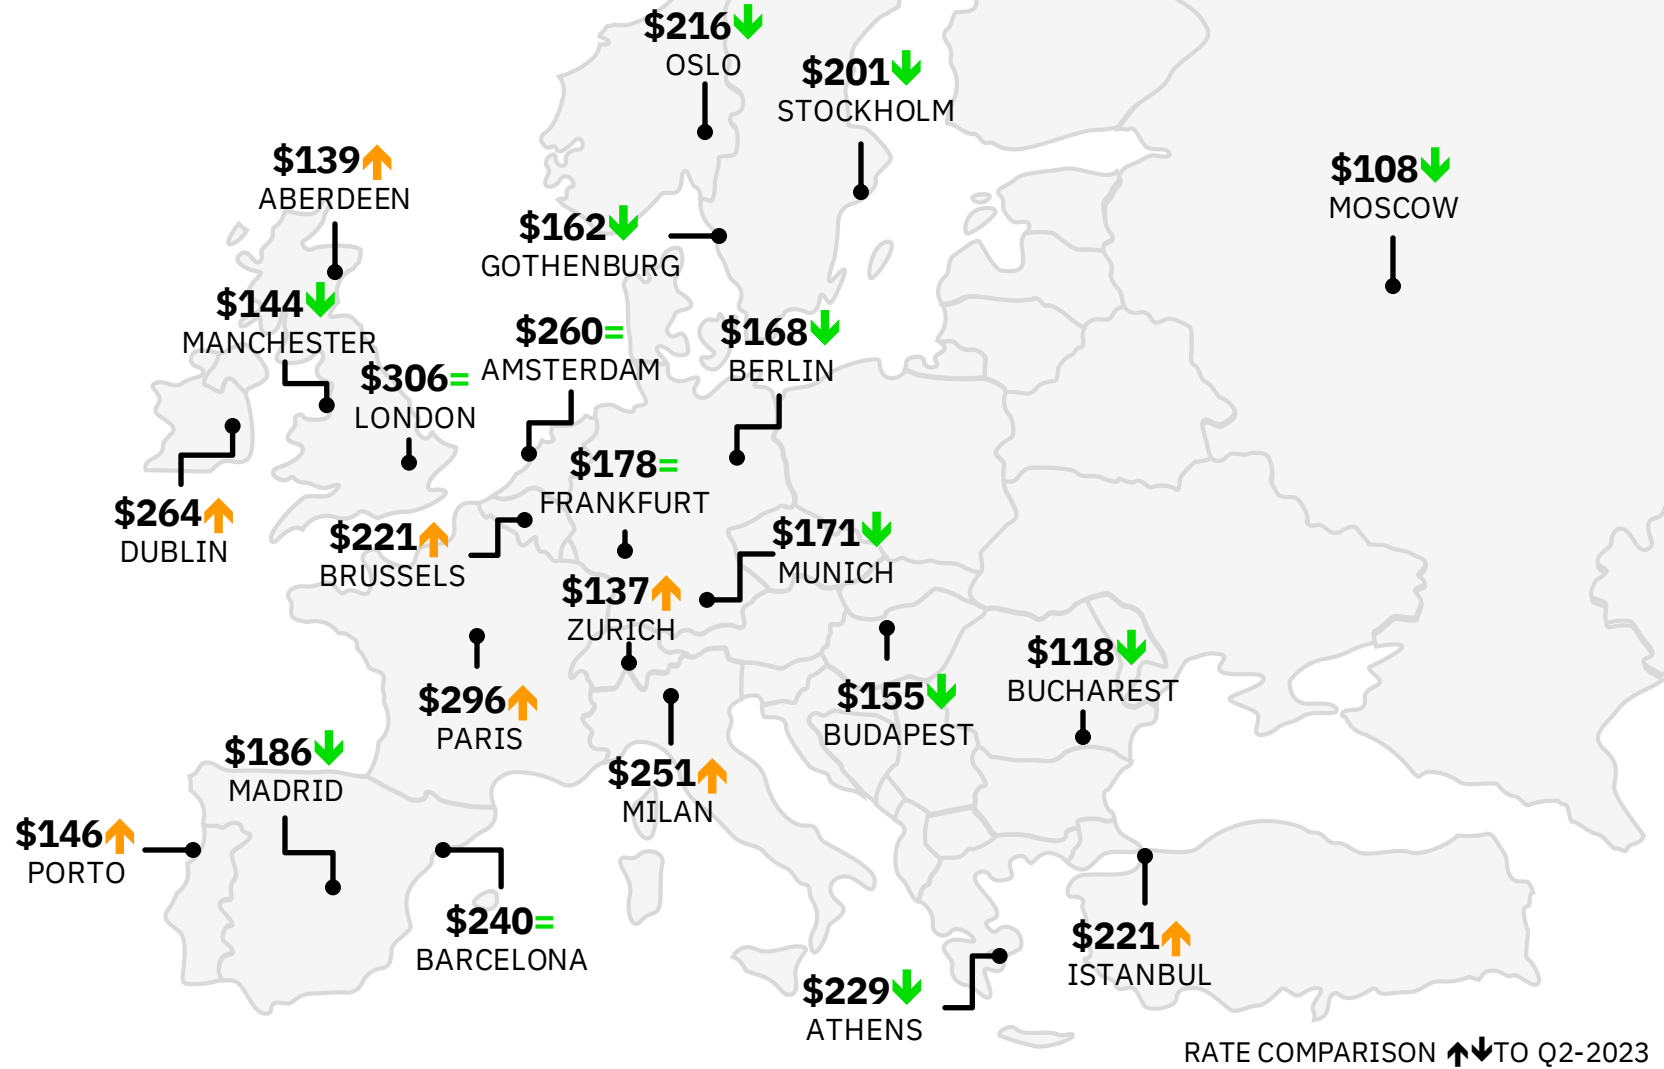 $216↓
OSLO
$201↓
STOCKHOLM
$139↑
ABERDEEN
$108↓
MOSCOW
$162↓
GOTHENBURG
$144↓
MANCHESTER
$260=
AMSTERDAM
$168↓
BERLIN
$306=
LONDON
$178=
FRANKFURT
$264↑
DUBLIN
$221↑
BRUSSELS
$171↓
MUNICH
$137↑
ZURICH
$118↓
BUCHAREST
$296↑
PARIS
$155↓
BUDAPEST
$186↓
MADRID
$251↑
MILAN
$146↑
PORTO
$240=
BARCELONA
$221↑
ISTANBUL
$229↓
ATHENS
RATE COMPARISON ↑↓TO Q2-2023